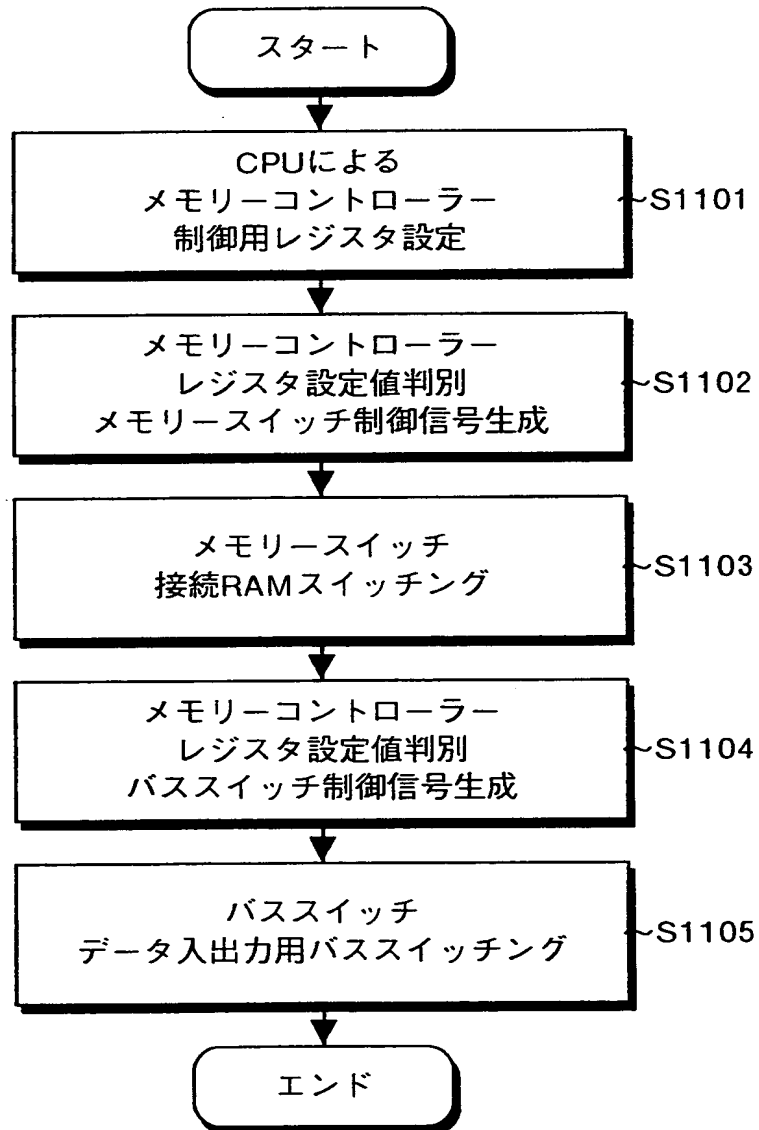 スタート
CPUによる
メモリーコントローラー
制御用レジスタ設定
S1101
メモリーコントローラー
レジスタ設定値判別
メモリースイッチ制御信号生成
S1102
メモリースイッチ
接続RAMスイッチング
S1103
メモリーコントローラー
レジスタ設定値判別
バススイッチ制御信号生成
S1104
バススイッチ
データ入出力用バススイッチング
S1105
エンド